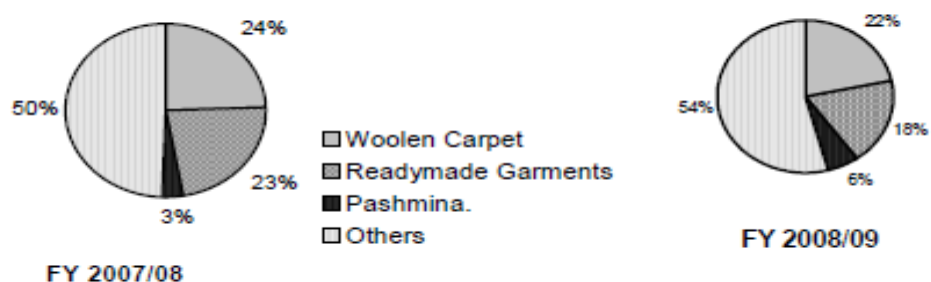 24%
50%
23%
3%
FY 2007/08
Woolen Carpet
Readymade Garments
Pashmina.
Others
22%
54%
18%
6%
FY 2008/09